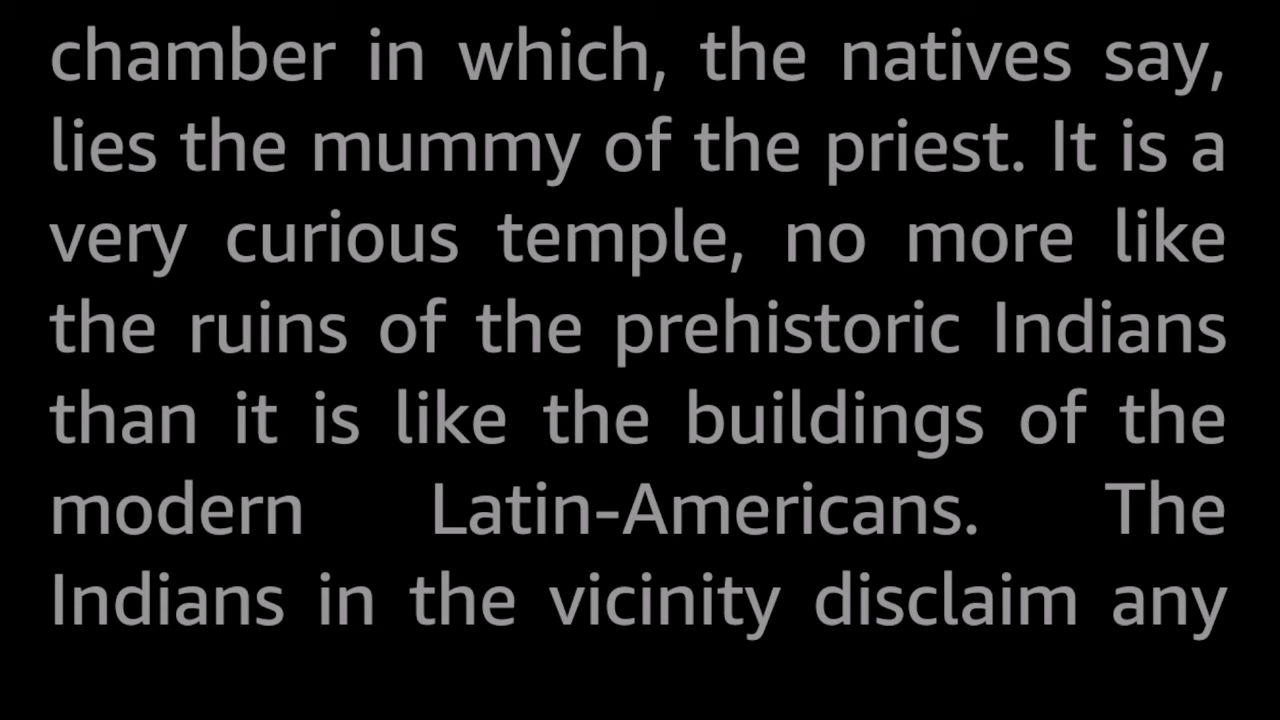 chamber in which, the natives say,
lies the mummy of the priest. It is a
very curious temple, no more like
the ruins of the prehistoric Indians
than it is like the buildings of the
modern Latin-Americans. The
Indians in the vicinity disclaim any